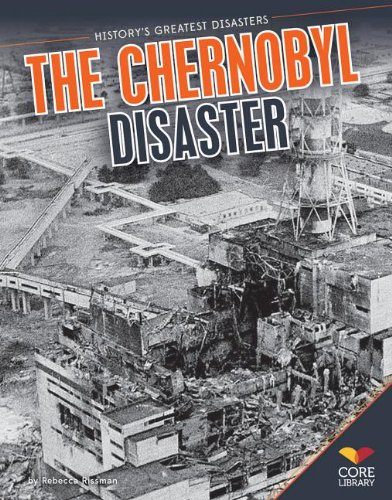 HISTORY'S GREATEST DISASTERS
THE CHERNOBYL
DISASTER
by Rebecca Rissman
CORE
LIBRARY